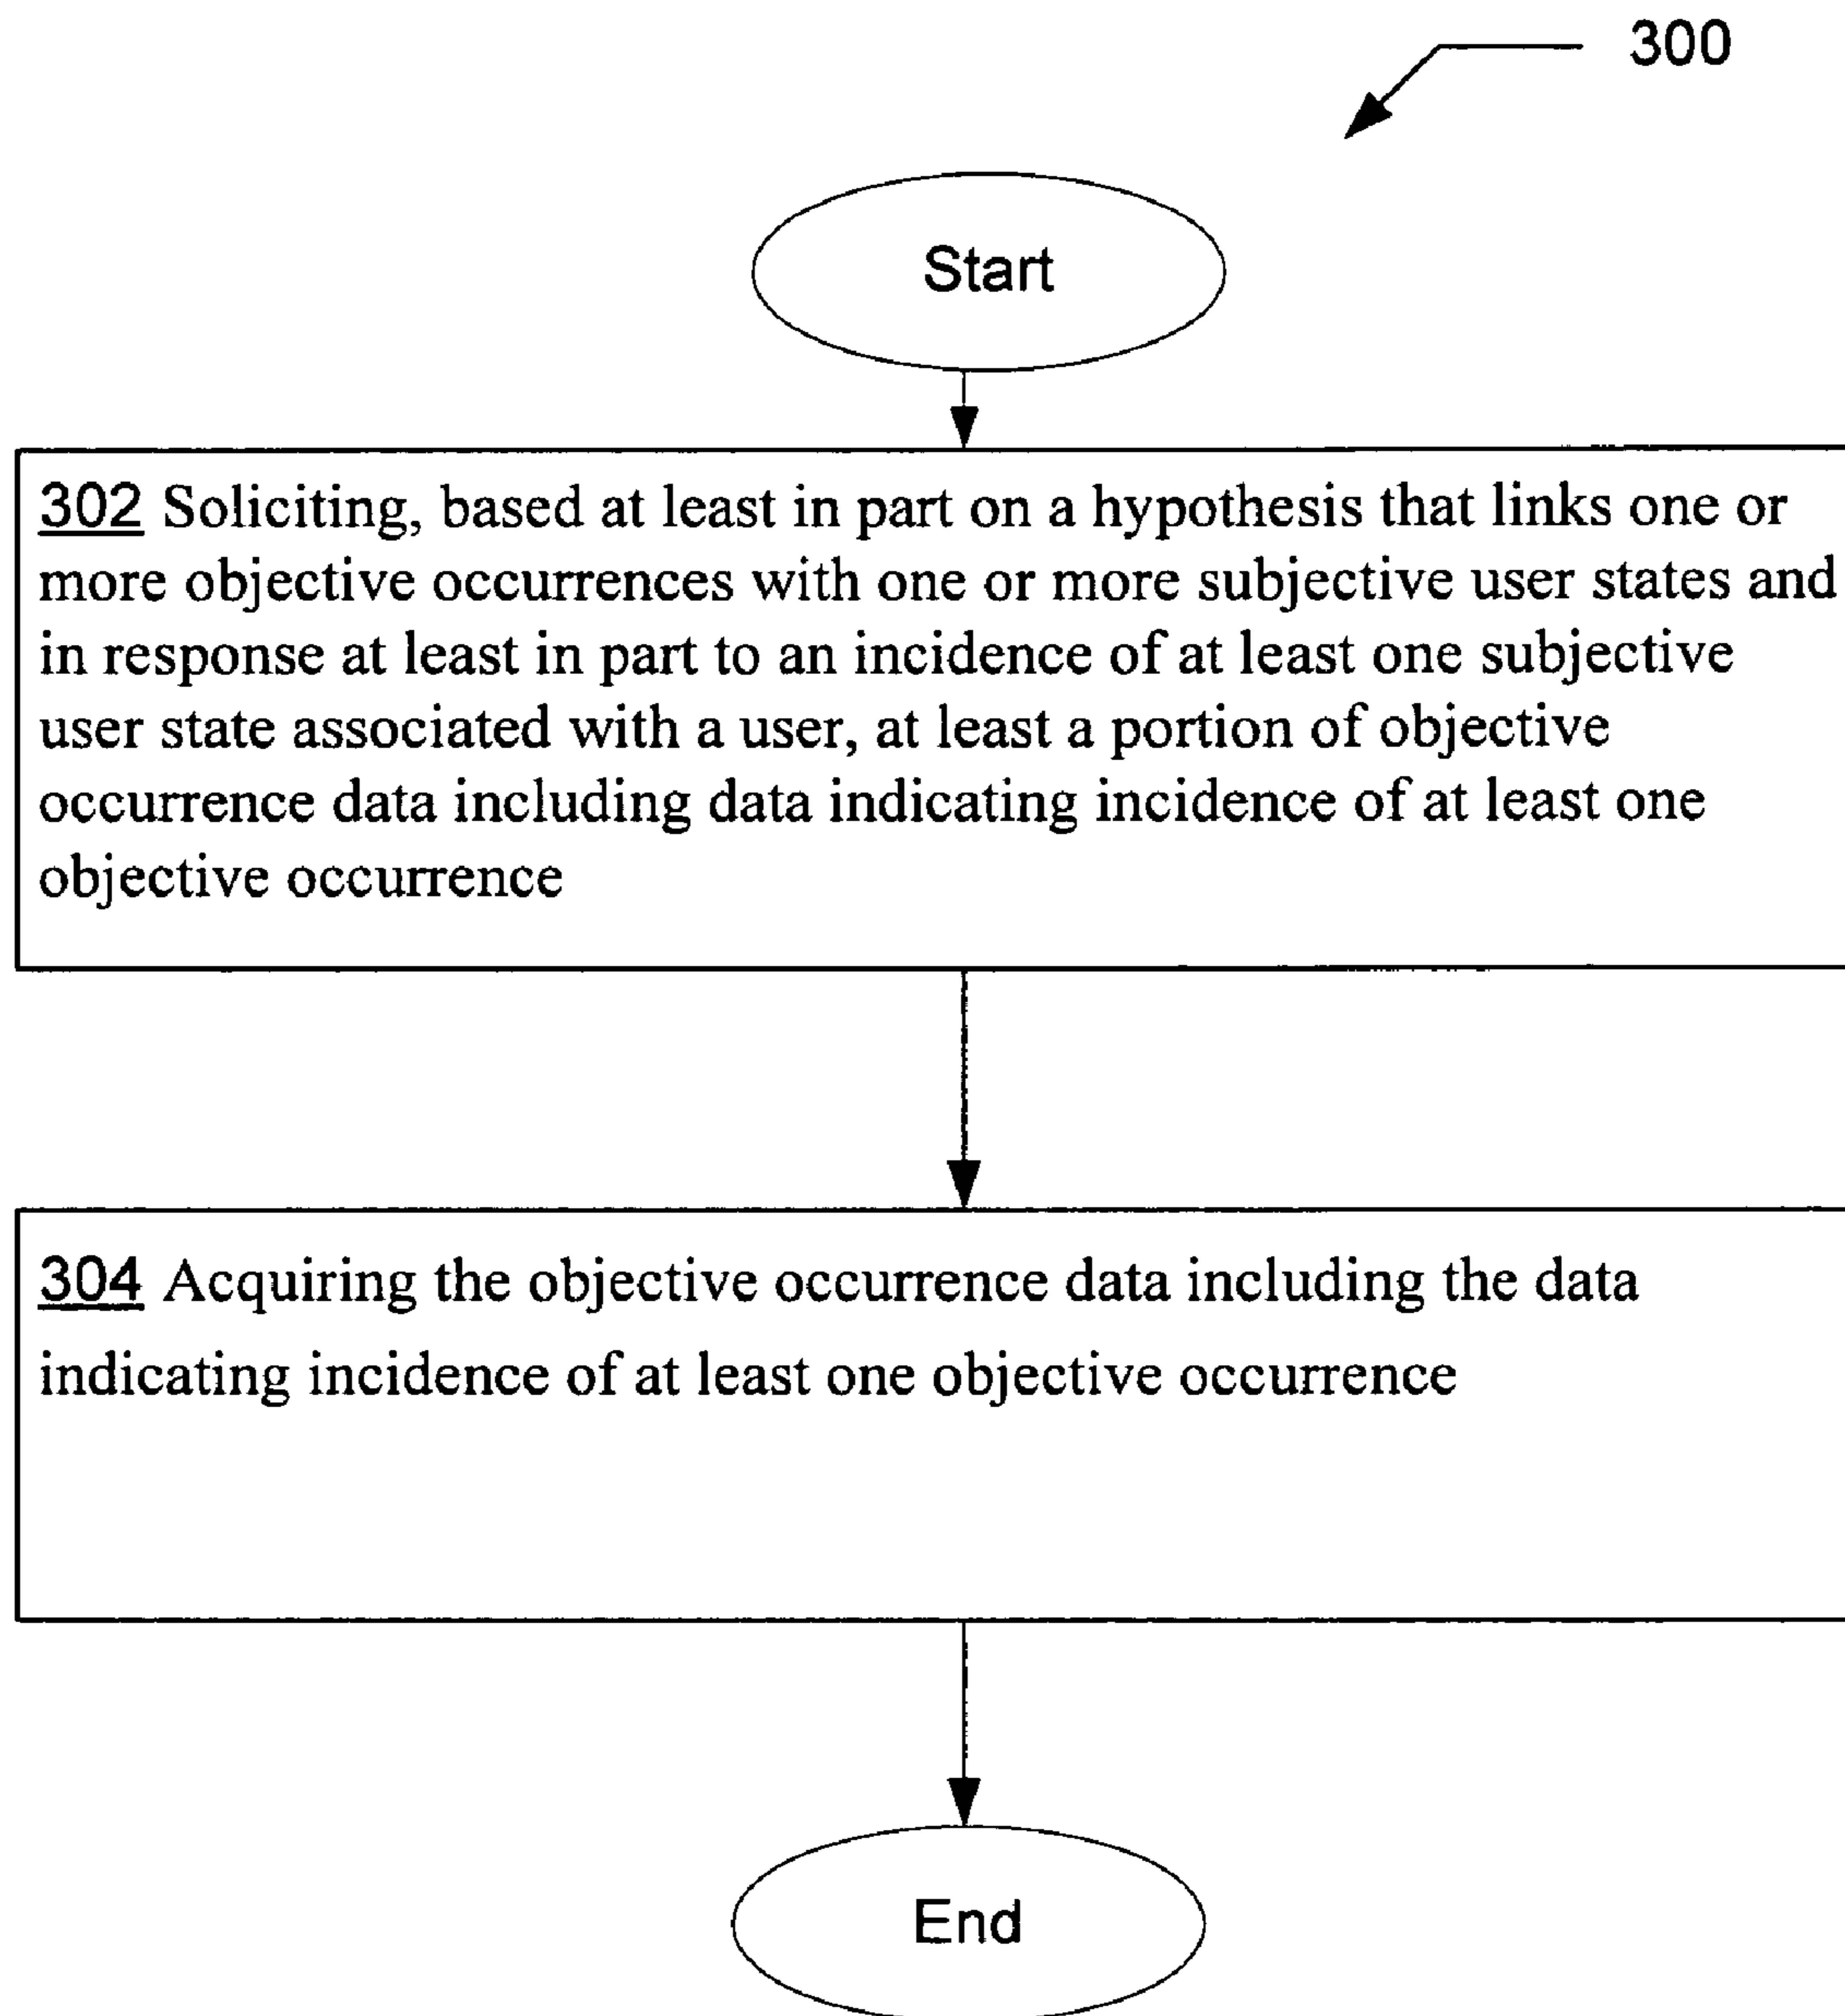 300
Start
302 Soliciting, based at least in part on a hypothesis that links one or
more objective occurrences with one or more subjective user states and
in response at least in part to an incidence of at least one subjective
user state associated with a user, at least a portion of objective
occurrence data including data indicating incidence of at least one
objective occurrence
304 Acquiring the objective occurrence data including the data
indicating incidence of at least one objective occurrence
End